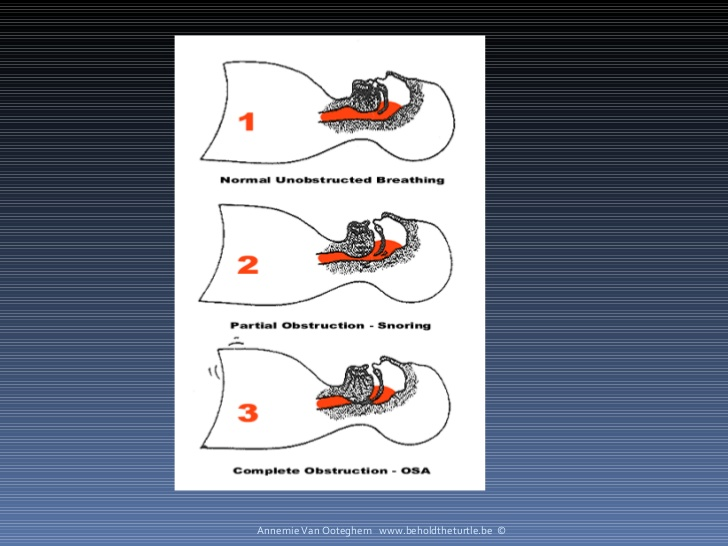 1
Normal Unobstructed Breathing
2
Partial Obstruction - Snoring
3
Complete Obstruction - OSA
Annemie Van Ooteghem www.beholdtheturtle.be ©